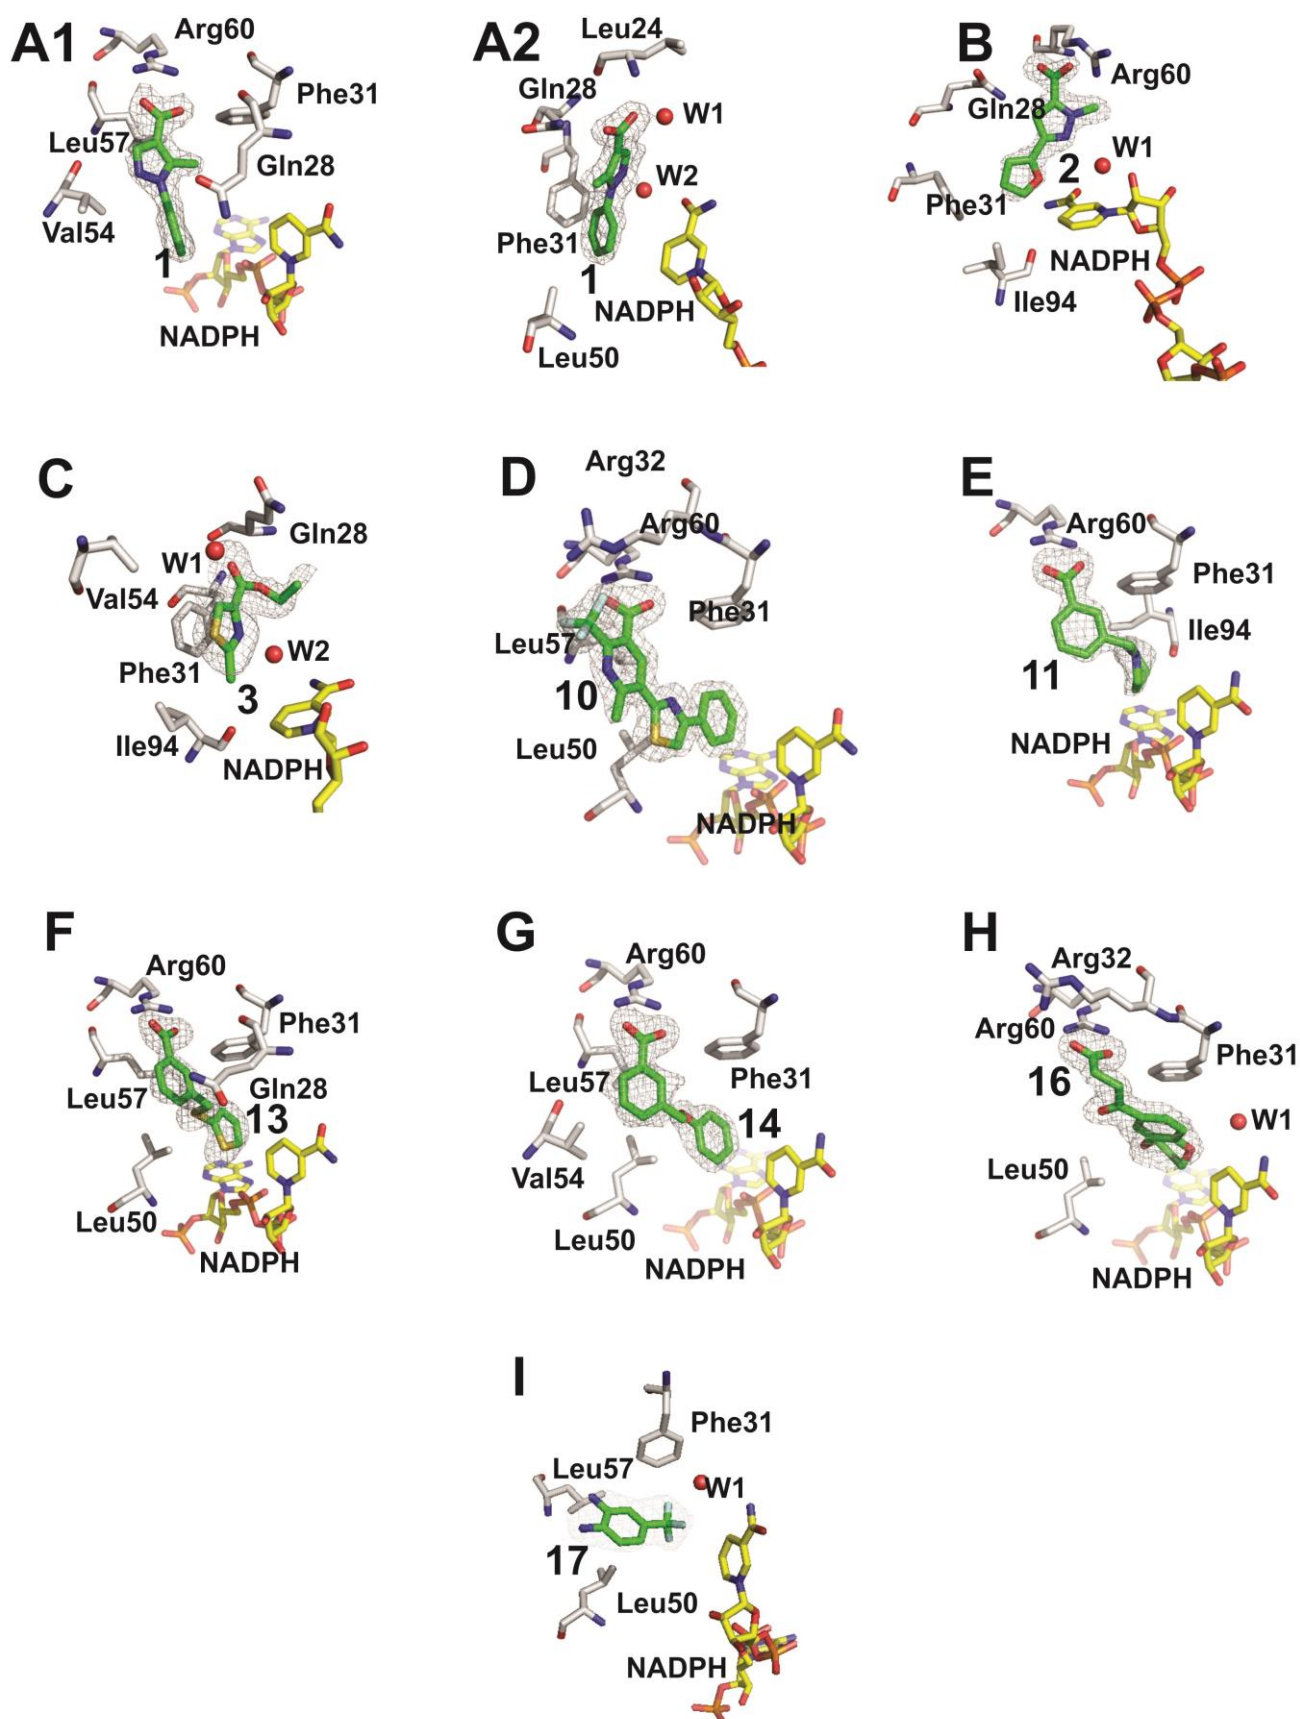 A1
Arg60
Phe31
Leu57
Gln28
Val54
1
NADPH
A2
Leu24
Gln28
W1
W2
Phe31
1
NADPH
Leu50
B
Arg60
Gln28
2
W1
Phe31
NADPH
Ile94
C
Gln28
W1
Val54
W2
Phe31
3
Ile94
NADPH
D
Arg32
Arg60
Phe31
Leu57
10
Leu50
NADPH
E
Arg60
Phe31
Ile94
11
NADPH
F
Arg60
Phe31
Gln28
Leu57
13
Leu50
NADPH
G
Arg60
Leu57
Phe31
14
Val54
Leu50
NADPH
H
Arg32
Arg60
Phe31
16
W1
Leu50
NADPH
I
Phe31
Leu57
W1
17
Leu50
NADPH